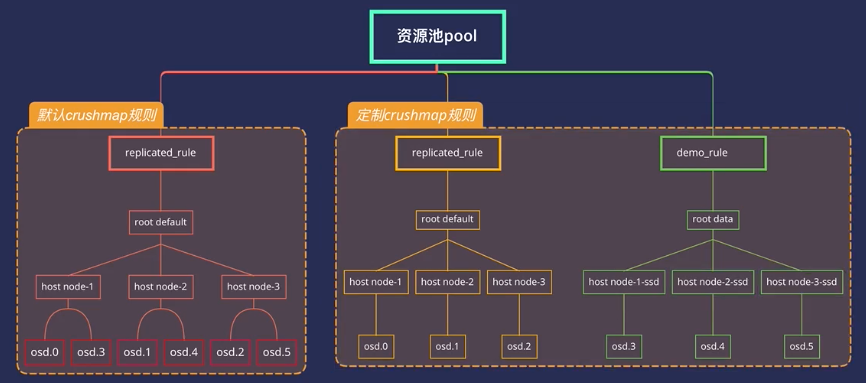 资源池pool
默认crushmap规则
定制crushmap规则
replicated_rule
replicated_rule
demo_rule
root default
root default
root data
host node-1
host node-2
host node-3
host node-1
host node-2
host node-3
host node-1-ssd
host node-2-ssd
host node-3-ssd
osd.0
osd.3
osd.1
osd.4
osd.2
osd.5
osd.0
osd.1
osd.2
osd.3
osd.4
osd.5